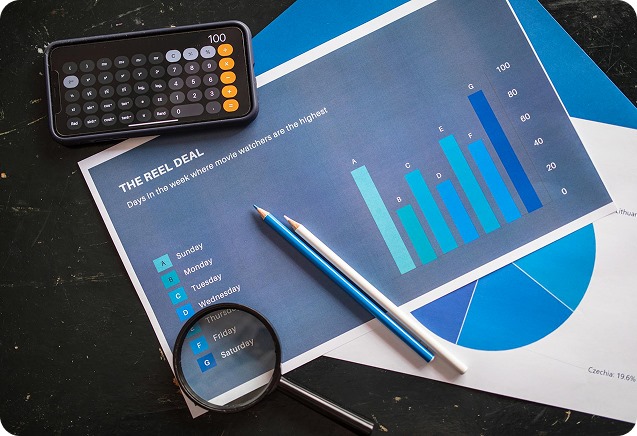 100
THE REEL DEAL
Days in the week where movie watchers are the highest
A Sunday
B Monday
C Tuesday
D Wednesday
Thursday
F Friday
G Saturday
A
B
C
D
E
F
G
100
80
60
40
20
0
Czechia: 19.6%